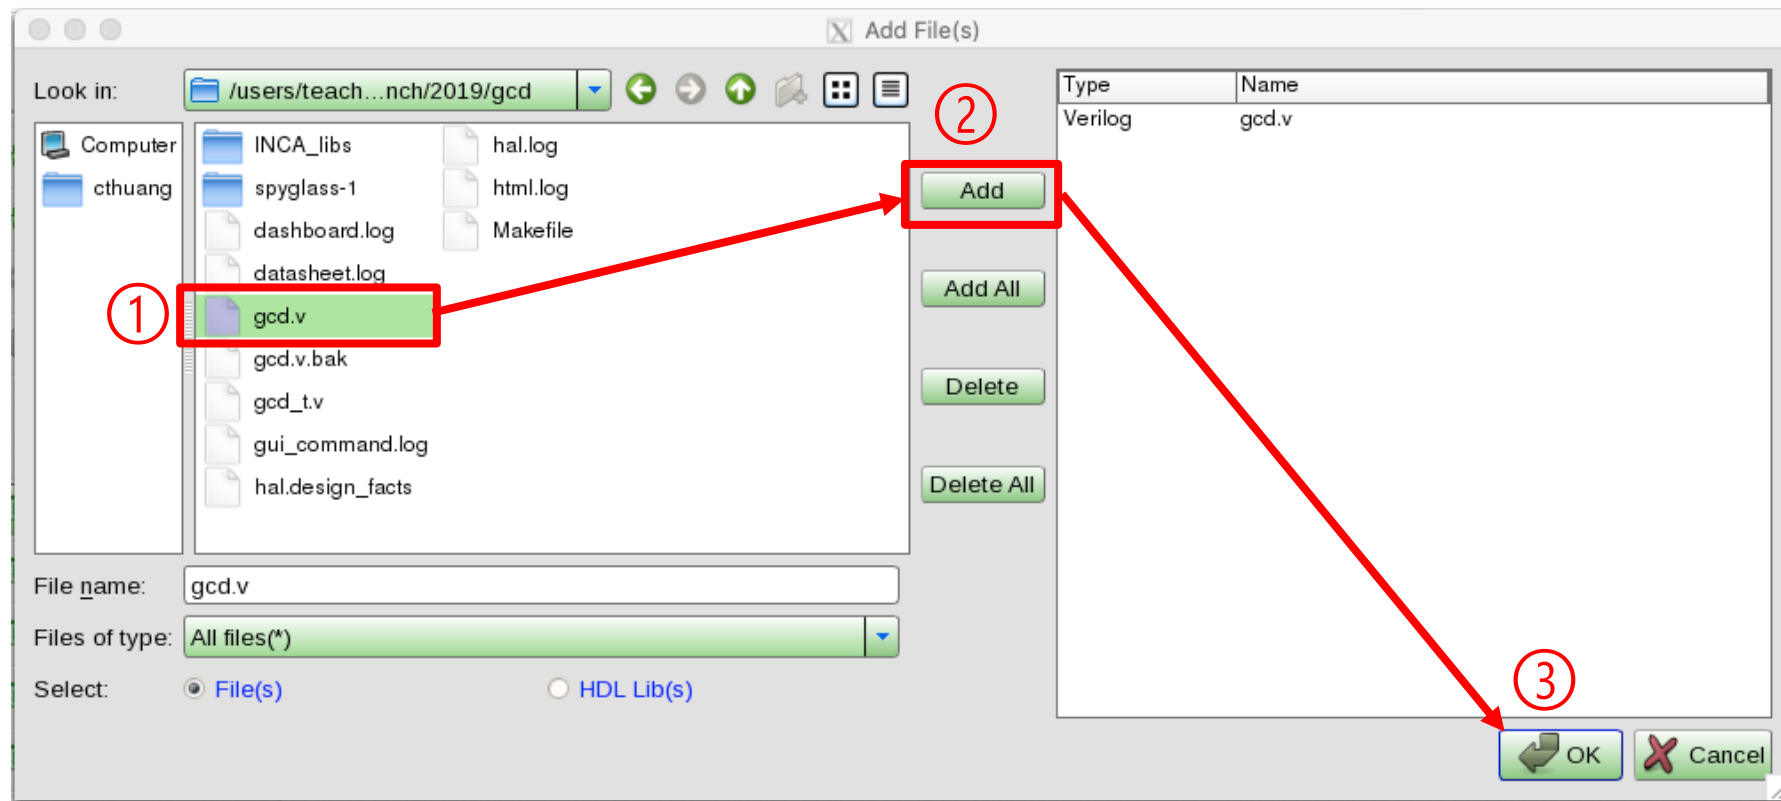 Add File(s)
Look in:
/users/teach...nch/2019/gcd
Computer
cthuang
INCA_libs
spyglass-1
dashboard.log
datasheet.log
gcd.v
gcd.v.bak
gcd_t.v
gui_command.log
hal.design_facts
hal.log
html.log
Makefile
①
②
Add
Add All
Delete
Delete All
Type Name
Verilog gcd.v
File name: gcd.v
Files of type: All files(*)
Select: File(s) HDL Lib(s)
③
OK Cancel